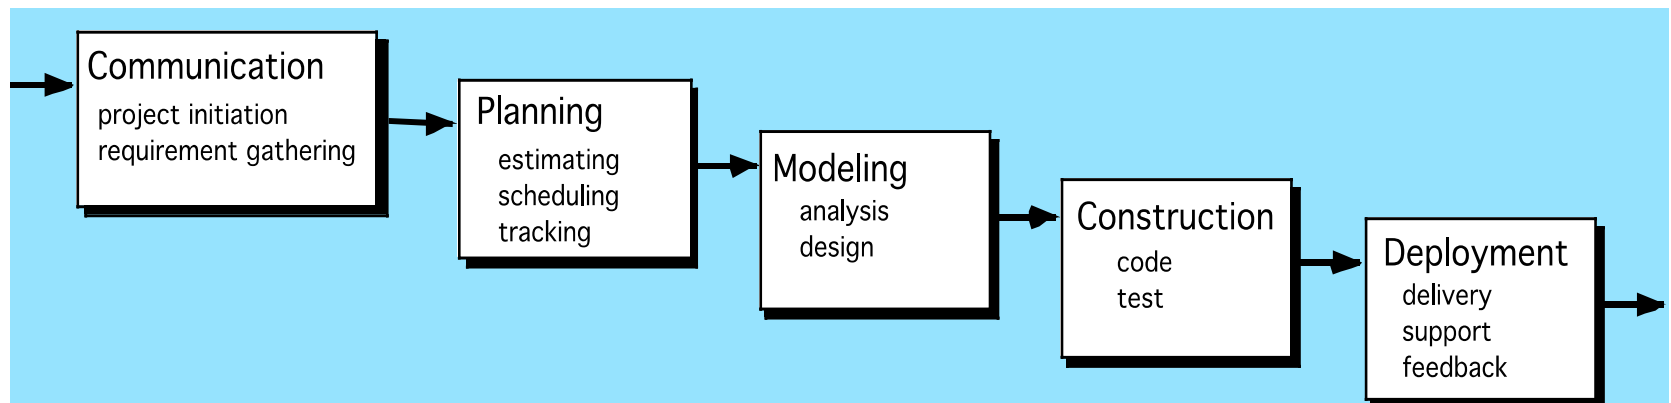 Communication
project initiation
requirement gathering
Planning
estimating
scheduling
tracking
Modeling
analysis
design
Construction
code
test
Deployment
delivery
support
feedback